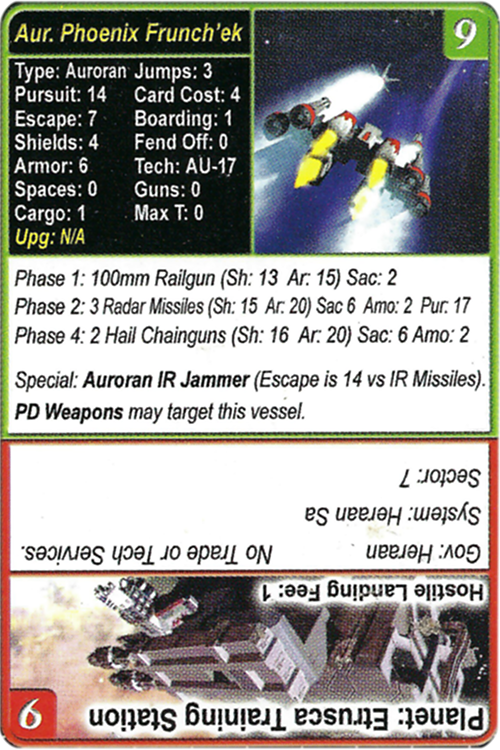 Aur. Phoenix Frunch'ek
9
Type: Auroran Jumps: 3
Pursuit: 14 Card Cost: 4
Escape: 7 Boarding: 1
Shields: 4 Fend Off: 0
Armor: 6 Tech: AU-17
Spaces: 0 Guns: 0
Cargo: 1 Max T: 0
Upg: N/A
Phase 1: 100mm Railgun (Sh: 13 Ar: 15) Sac: 2
Phase 2: 3 Radar Missiles (Sh: 15 Ar: 20) Sac 6 Amo: 2 Pur: 17
Phase 4: 2 Hail Chainguns (Sh: 16 Ar: 20) Sac: 6 Amo: 2
Special: Auroran IR Jammer (Escape is 14 vs IR Missiles).
PD Weapons may target this vessel.
Planet: Etrusca Training Station
6
Hostile Landing Fee: 1
Gov: Heraan No Trade or Tech Services.
System: Heraan Sa
Sector: 7